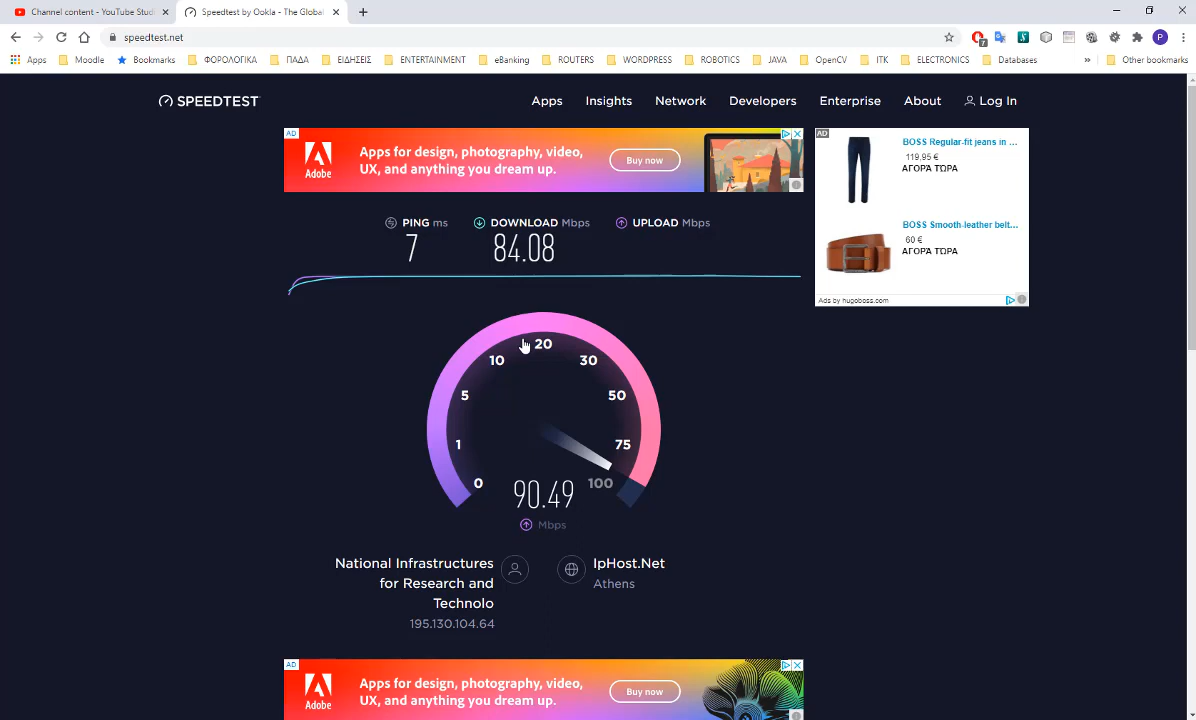 Channel content - YouTube Studi
Speedtest by Ookla - The Global
speedtest.net
7
P
Apps
Moodle
Bookmarks
ΦΟΡΟΛΟΓΙΚΑ
ΠΑΔΑ
ΕΙΔΗΣΕΙΣ
ENTERTAINMENT
eBanking
ROUTERS
WORDPRESS
ROBOTICS
JAVA
OpenCV
ITK
ELECTRONICS
Databases
»
Other bookmarks
SPEEDTEST
Apps
Insights
Network
Developers
Enterprise
About
Log In
AD
Adobe
Apps for design, photography, video,
UX, and anything you dream up.
Buy now
AD
BOSS Regular-fit jeans in ...
119,95 €
ΑΓΟΡΑ ΤΩΡΑ
BOSS Smooth-leather belt...
60 €
ΑΓΟΡΑ ΤΩΡΑ
Ads by hugoboss.com
PING ms
7
DOWNLOAD Mbps
84.08
UPLOAD Mbps
0
1
5
10
20
30
50
75
100
90.49
Mbps
National Infrastructures
for Research and
Technolo
195.130.104.64
IpHost.Net
Athens
AD
Adobe
Apps for design, photography, video,
UX, and anything you dream up.
Buy now